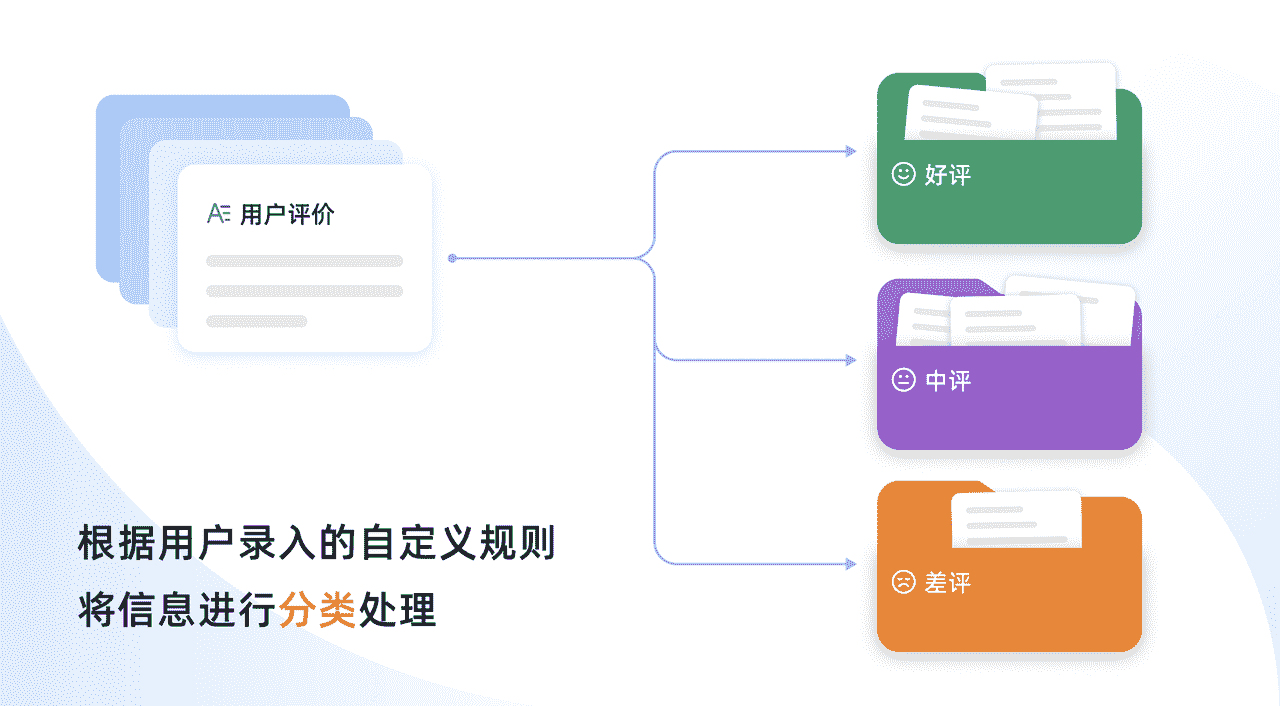 用户评价
好评
中评
差评
根据用户录入的自定义规则
将信息进行分类处理